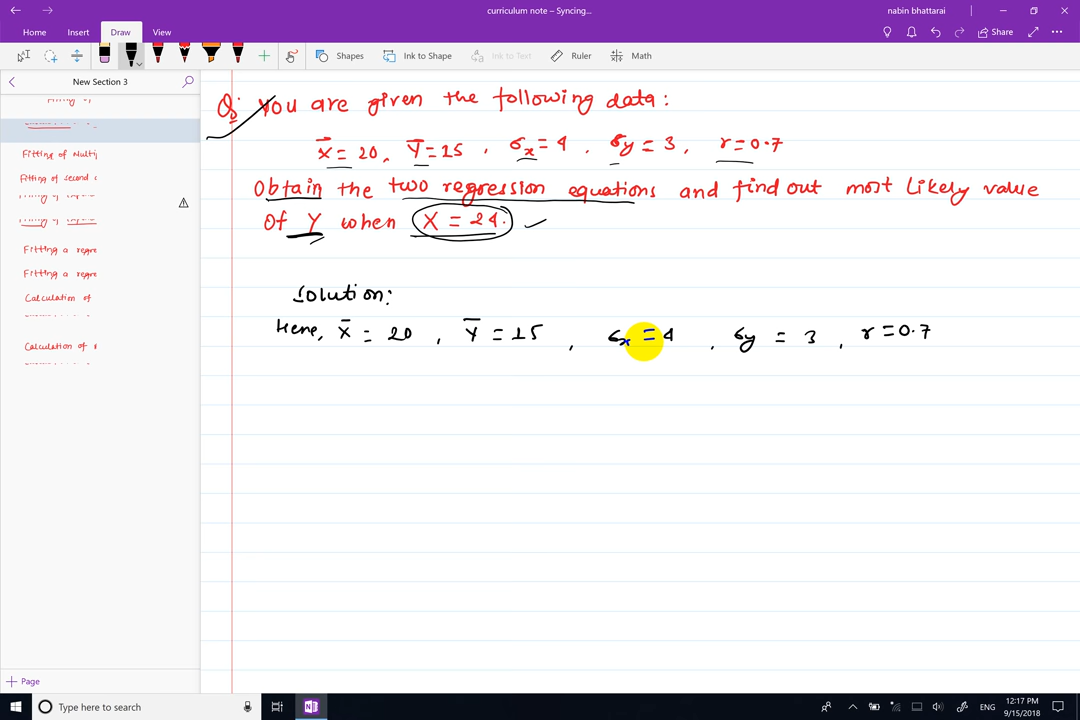 curriculum note – Syncing...
nabin bhattarai
Home Insert Draw View
Share
Shapes Ink to Shape Ink to Text Ruler Math
New Section 3
Fitting of Multip
Fitting of second o
Fitting a regre
Fitting a regre
Calculation of
Calculation of r
Page
Q: You are given the following data:
X̄ = 20, Ȳ = 15, σx = 4, σy = 3, r = 0.7
Obtain the two regression equations and find out most likely value
of Y when X = 24.
Solution:
Here, X̄ = 20, Ȳ = 15, σx = 4, σy = 3, r = 0.7
Type here to search
ENG
12:17 PM
9/15/2018